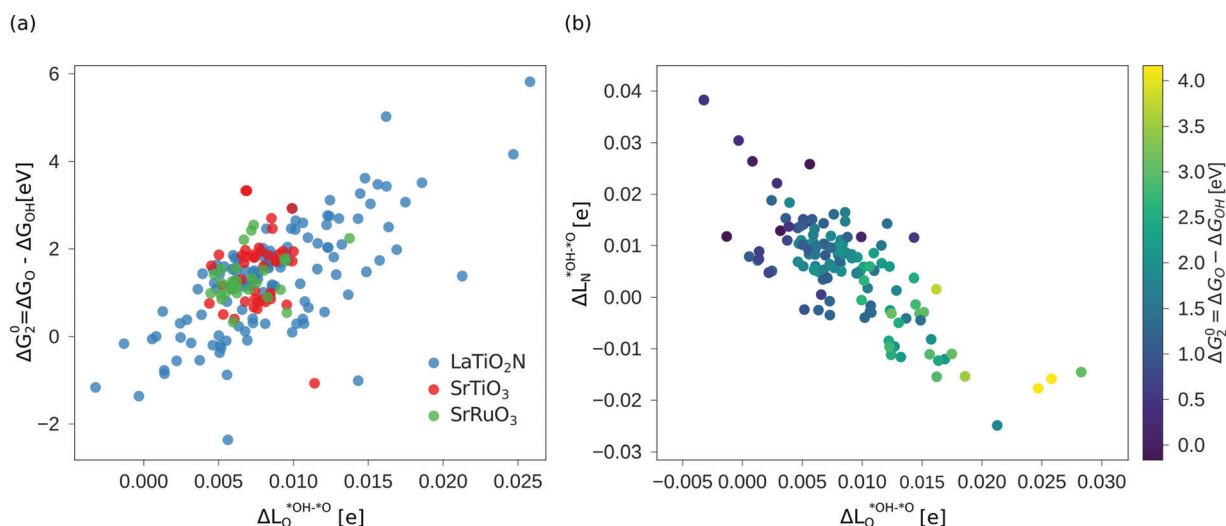 (a)
(b)
6
4
2
0
−2
ΔG₂⁰=ΔG_O - ΔG_OH[eV]
LaTiO₂N
SrTiO₃
SrRuO₃
0.000 0.005 0.010 0.015 0.020 0.025
ΔL_O^*OH-*O [e]
0.04
0.03
0.02
0.01
0.00
−0.01
−0.02
−0.03
ΔL_N^*OH-*O [e]
−0.005 0.000 0.005 0.010 0.015 0.020 0.025 0.030
ΔL_O^*OH-*O [e]
4.0
3.5
3.0
2.5
2.0
1.5
1.0
0.5
0.0
ΔG₂⁰ = ΔG_O − ΔG_OH [eV]